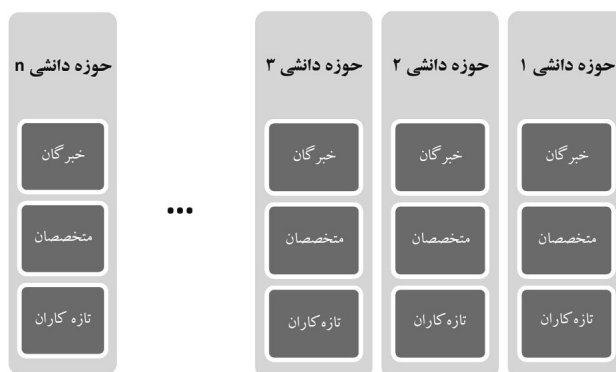 حوزه دانشی ۱
حوزه دانشی ۲
حوزه دانشی ۳
...
حوزه دانشی n
خبرگان
خبرگان
خبرگان
خبرگان
متخصصان
متخصصان
متخصصان
متخصصان
تازه کاران
تازه کاران
تازه کاران
تازه کاران